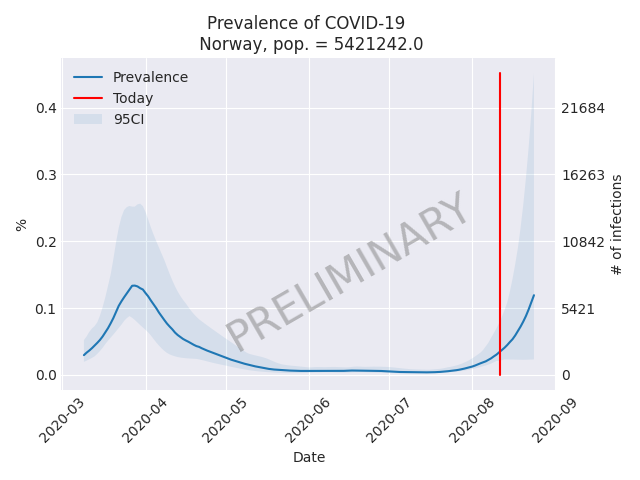 Prevalence of COVID-19
Norway, pop. = 5421242.0
Prevalence
Today
95CI
0.4
0.3
0.2
0.1
0.0
%
21684
16263
10842
5421
0
# of infections
PRELIMINARY
2020-03
2020-04
2020-05
2020-06
2020-07
2020-08
2020-09
Date